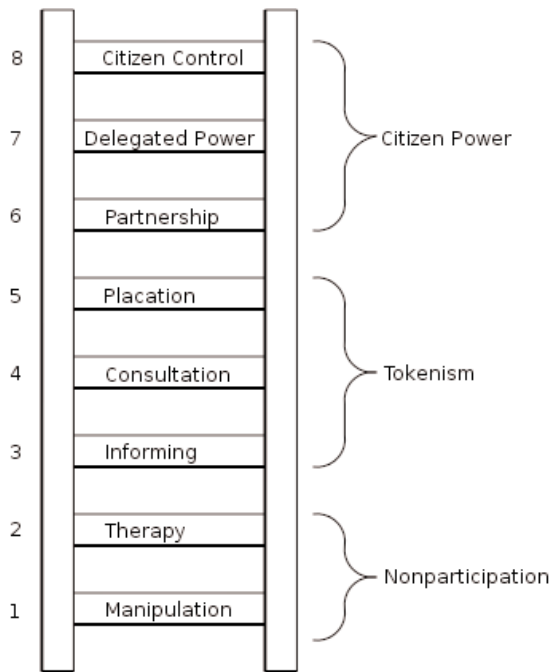 8 Citizen Control
7 Delegated Power Citizen Power
6 Partnership
5 Placation
4 Consultation Tokenism
3 Informing
2 Therapy
Nonparticipation
1 Manipulation